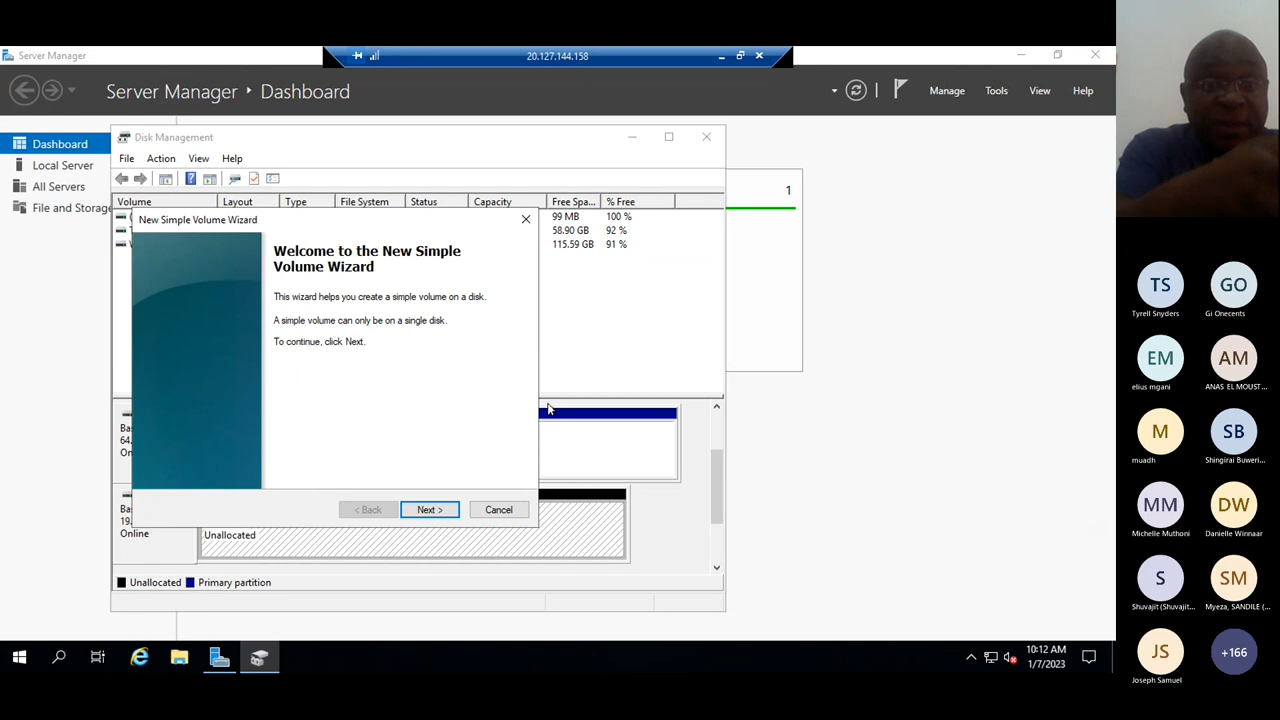 Server Manager
20.127.144.158
Server Manager
Dashboard
Manage
Tools
View
Help
Dashboard
Local Server
All Servers
File and Storage
1
Disk Management
File
Action
View
Help
Volume
Layout
Type
File System
Status
Capacity
Free Spa...
% Free
99 MB
100 %
58.90 GB
92 %
115.59 GB
91 %
New Simple Volume Wizard
Welcome to the New Simple
Volume Wizard
This wizard helps you create a simple volume on a disk.
A simple volume can only be on a single disk.
To continue, click Next.
< Back
Next >
Cancel
Ba
64.
On
Ba
19.
Online
Unallocated
Unallocated
Primary partition
10:12 AM
1/7/2023
TS
Tyrell Snyders
GO
Gi Onecents
EM
elius mgani
AM
ANAS EL MOUST...
M
muadh
SB
Shingirai Buweri...
MM
Michelle Muthoni
DW
Danielle Winnaar
S
Shuvajit (Shuvajit...
SM
Myeza, SANDILE (...
JS
Joseph Samuel
+166